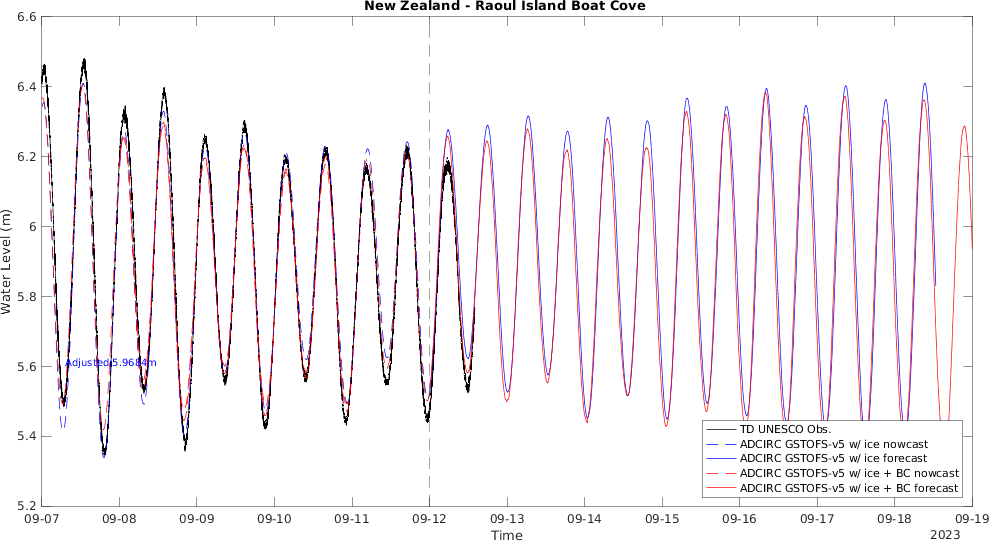 New Zealand - Raoul Island Boat Cove
Water Level (m)
6.6
6.4
6.2
6
5.8
5.6
5.4
5.2
Adjusted 5.9684m
TD UNESCO Obs.
ADCIRC GSTOFS-v5 w/ ice nowcast
ADCIRC GSTOFS-v5 w/ ice forecast
ADCIRC GSTOFS-v5 w/ ice + BC nowcast
ADCIRC GSTOFS-v5 w/ ice + BC forecast
09-07 09-08 09-09 09-10 09-11 09-12 09-13 09-14 09-15 09-16 09-17 09-18 09-19
Time
2023